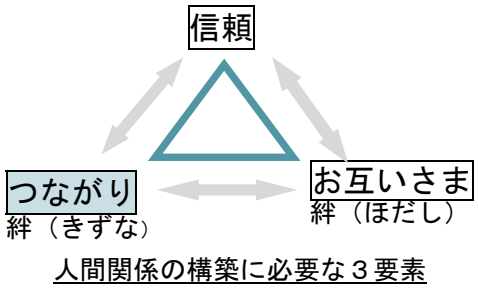 信頼
つながり
絆（きずな）
お互いさま
絆（ほだし）
人間関係の構築に必要な３要素